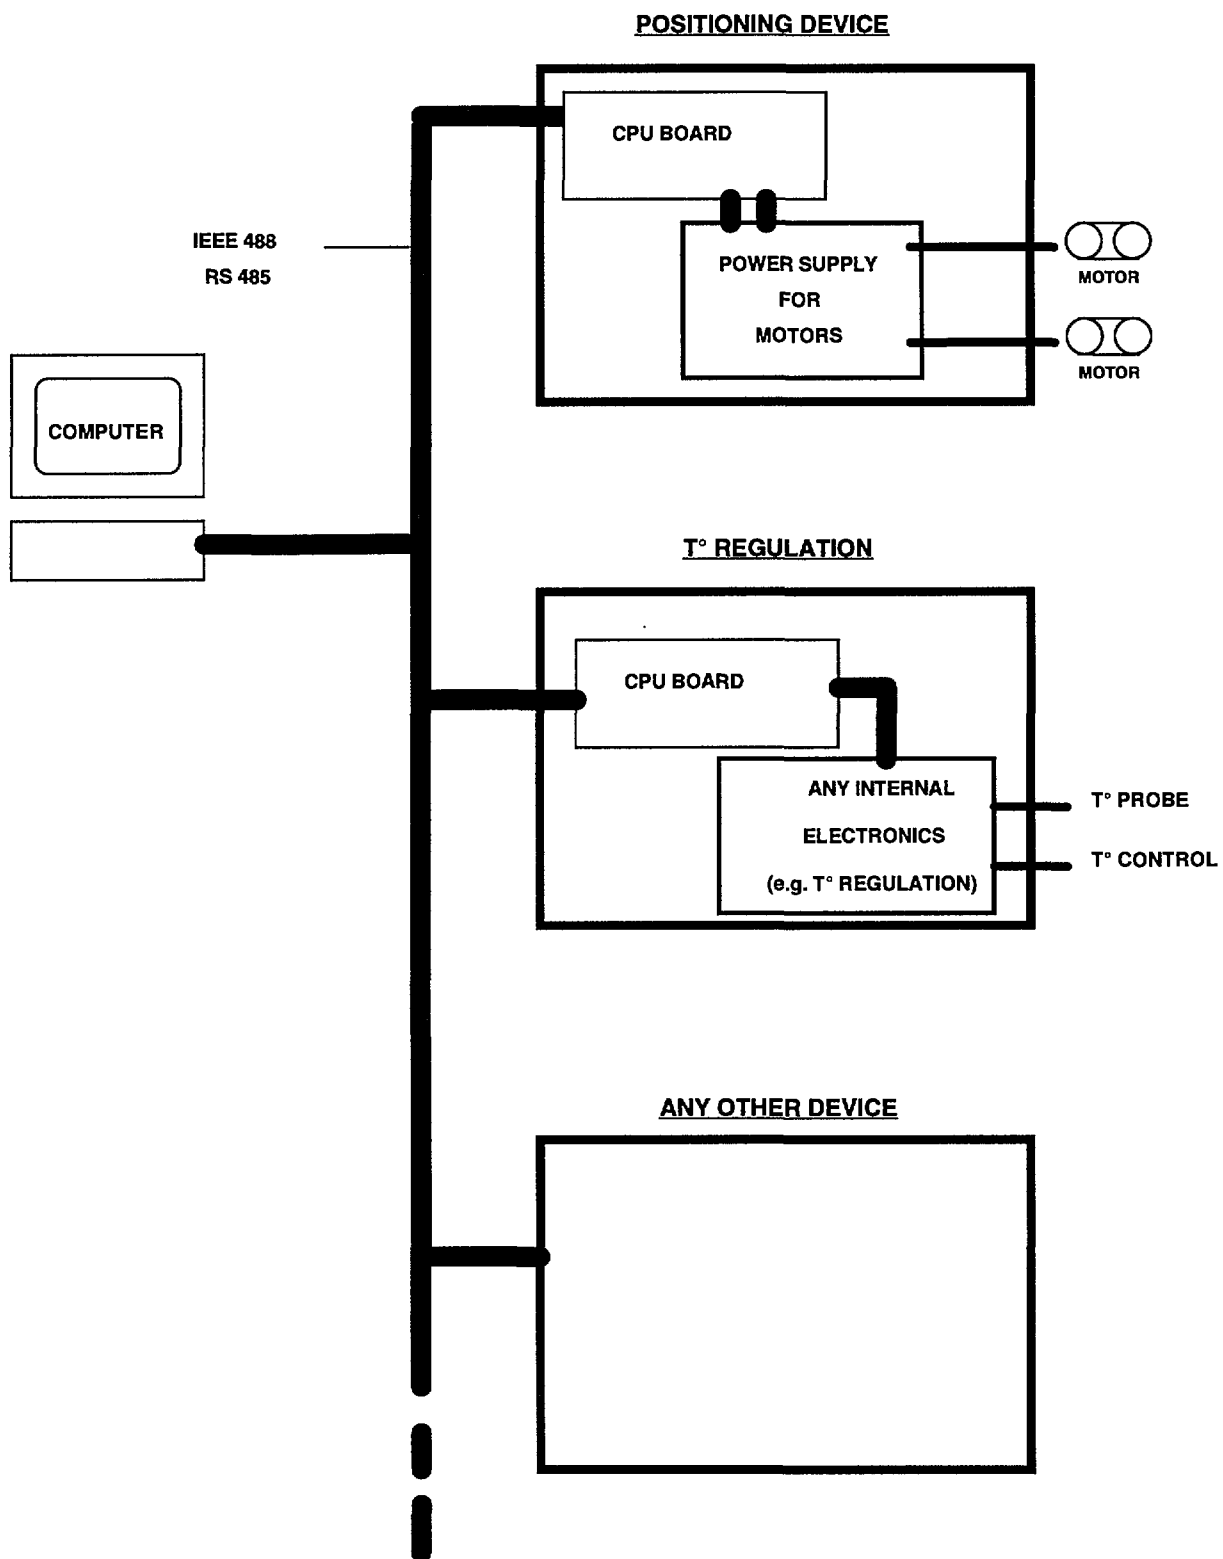 POSITIONING DEVICE
CPU BOARD
IEEE 488
RS 485
POWER SUPPLY
FOR
MOTORS
MOTOR
MOTOR
COMPUTER
T° REGULATION
CPU BOARD
ANY INTERNAL
ELECTRONICS
(e.g. T° REGULATION)
T° PROBE
T° CONTROL
ANY OTHER DEVICE